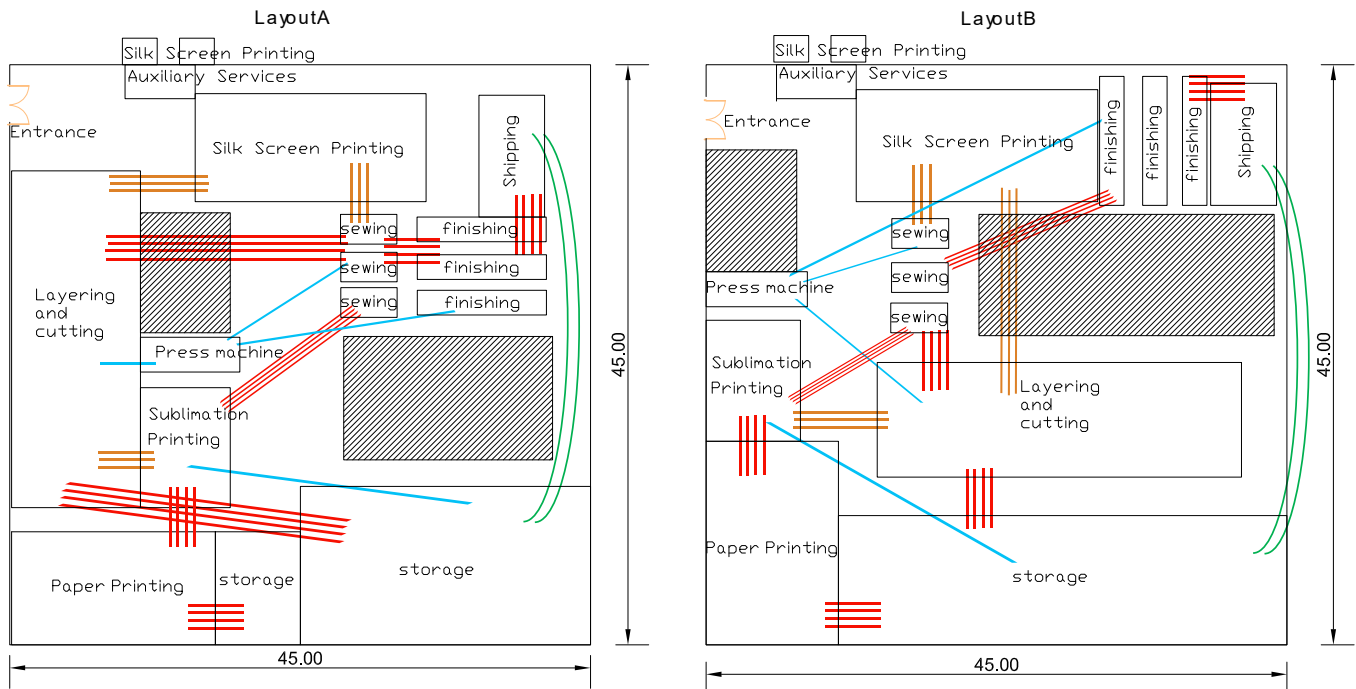 LayoutA
Silk Screen Printing
Auxiliary Services
Entrance
Silk Screen Printing
Shipping
sewing
finishing
sewing
finishing
sewing
finishing
Layering
and
cutting
Press machine
Sublimation
Printing
Paper Printing
storage
storage
45.00
45.00
LayoutB
Silk Screen Printing
Auxiliary Services
Entrance
Silk Screen Printing
finishing
finishing
finishing
Shipping
sewing
sewing
sewing
Press machine
Sublimation
Printing
Layering
and
cutting
Paper Printing
storage
45.00
45.00